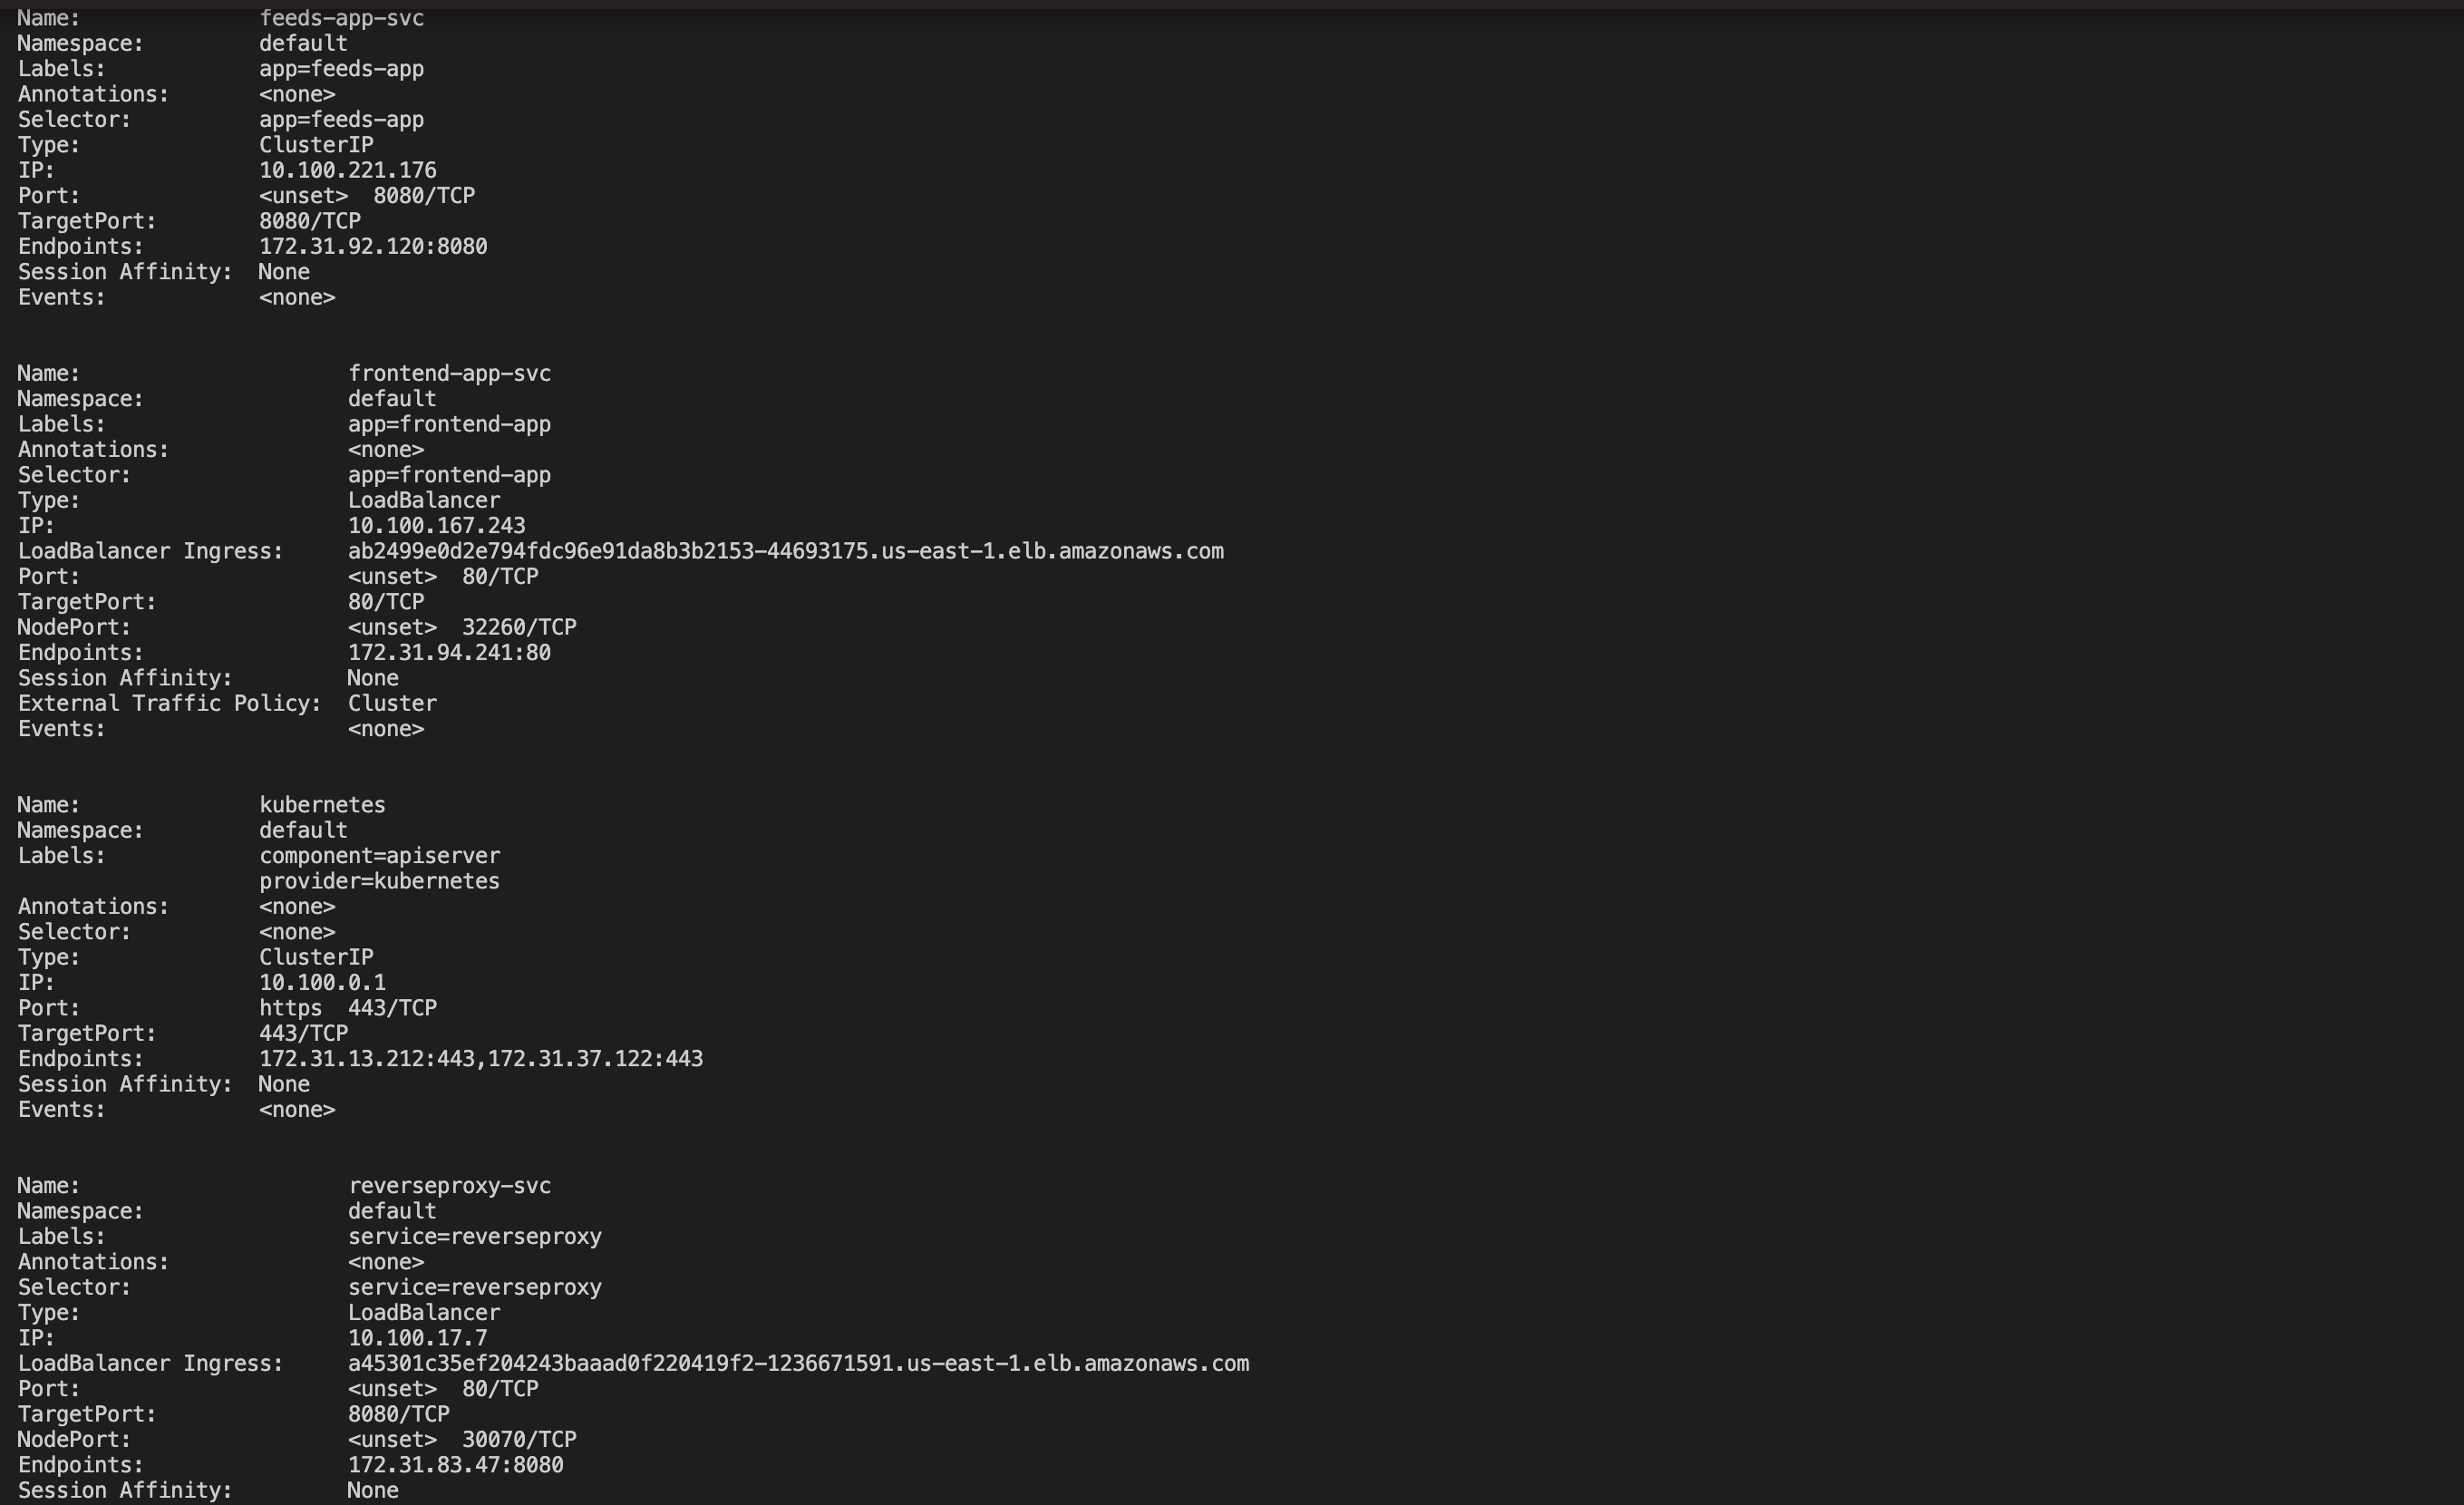 Name:              feeds-app-svc
Namespace:         default
Labels:            app=feeds-app
Annotations:       <none>
Selector:          app=feeds-app
Type:              ClusterIP
IP:                10.100.221.176
Port:              <unset>  8080/TCP
TargetPort:        8080/TCP
Endpoints:         172.31.92.120:8080
Session Affinity:  None
Events:            <none>
Name:                     frontend-app-svc
Namespace:                default
Labels:                   app=frontend-app
Annotations:              <none>
Selector:                 app=frontend-app
Type:                     LoadBalancer
IP:                       10.100.167.243
LoadBalancer Ingress:     ab2499e0d2e794fdc96e91da8b3b2153-44693175.us-east-1.elb.amazonaws.com
Port:                     <unset>  80/TCP
TargetPort:               80/TCP
NodePort:                 <unset>  32260/TCP
Endpoints:                172.31.94.241:80
Session Affinity:         None
External Traffic Policy:  Cluster
Events:                   <none>
Name:              kubernetes
Namespace:         default
Labels:            component=apiserver
                   provider=kubernetes
Annotations:       <none>
Selector:          <none>
Type:              ClusterIP
IP:                10.100.0.1
Port:              https  443/TCP
TargetPort:        443/TCP
Endpoints:         172.31.13.212:443,172.31.37.122:443
Session Affinity:  None
Events:            <none>
Name:                     reverseproxy-svc
Namespace:                default
Labels:                   service=reverseproxy
Annotations:              <none>
Selector:                 service=reverseproxy
Type:                     LoadBalancer
IP:                       10.100.17.7
LoadBalancer Ingress:     a45301c35ef204243baaad0f220419f2-1236671591.us-east-1.elb.amazonaws.com
Port:                     <unset>  80/TCP
TargetPort:               8080/TCP
NodePort:                 <unset>  30070/TCP
Endpoints:                172.31.83.47:8080
Session Affinity:         None